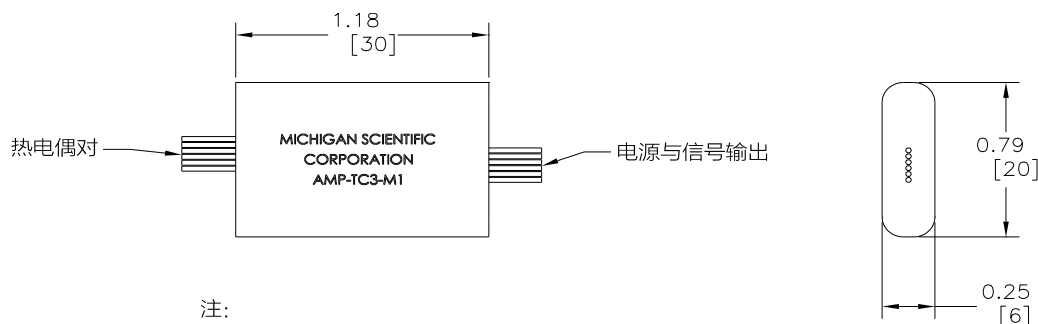 1.18
[30]
MICHIGAN SCIENTIFIC
CORPORATION
AMP-TC3-M1
热电偶对
电源与信号输出
0.79
[20]
0.25
[6]
注: